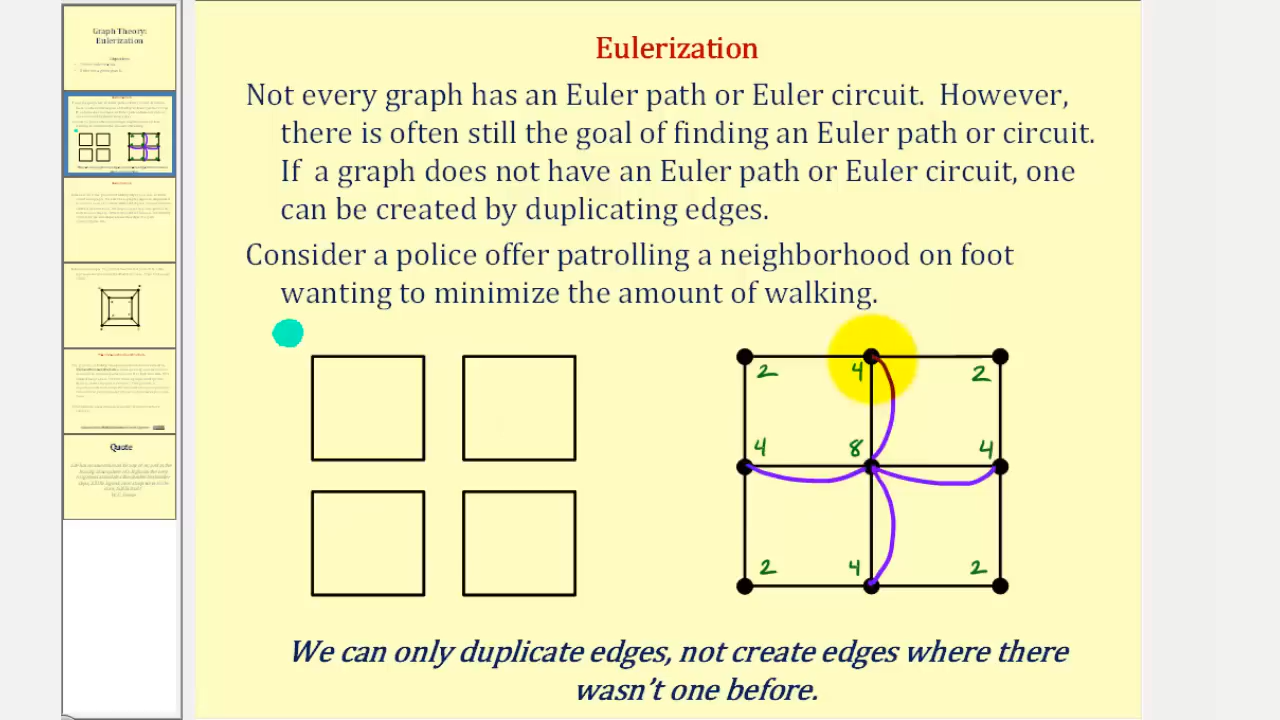 Graph Theory:
Eulerization
Eulerization
Not every graph has an Euler path or Euler circuit. However,
there is often still the goal of finding an Euler path or circuit.
If a graph does not have an Euler path or Euler circuit, one
can be created by duplicating edges.
Consider a police offer patrolling a neighborhood on foot
wanting to minimize the amount of walking.
2 4 2
4 8 4
2 4 2
We can only duplicate edges, not create edges where there
wasn't one before.
Quote